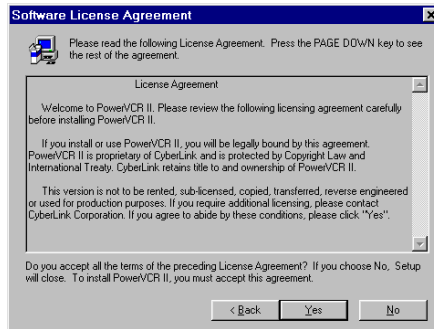 Software License Agreement
Please read the following License Agreement. Press the PAGE DOWN key to see
the rest of the agreement.
License Agreement
Welcome to PowerVCR II. Please review the following licensing agreement carefully
before installing PowerVCR II.
If you install or use PowerVCR II, you will be legally bound by this agreement.
PowerVCR II is proprietary of CyberLink and is protected by Copyright Law and
International Treaty. CyberLink retains title to and ownership of PowerVCR II.
This version is not to be rented, sub-licensed, copied, transferred, reverse engineered
or used for production purposes. If you require additional licensing, please contact
CyberLink Corporation. If you agree to abide by these conditions, please click "Yes".
Do you accept all the terms of the preceding License Agreement? If you choose No, Setup
will close. To install PowerVCR II, you must accept this agreement.
< Back Yes No